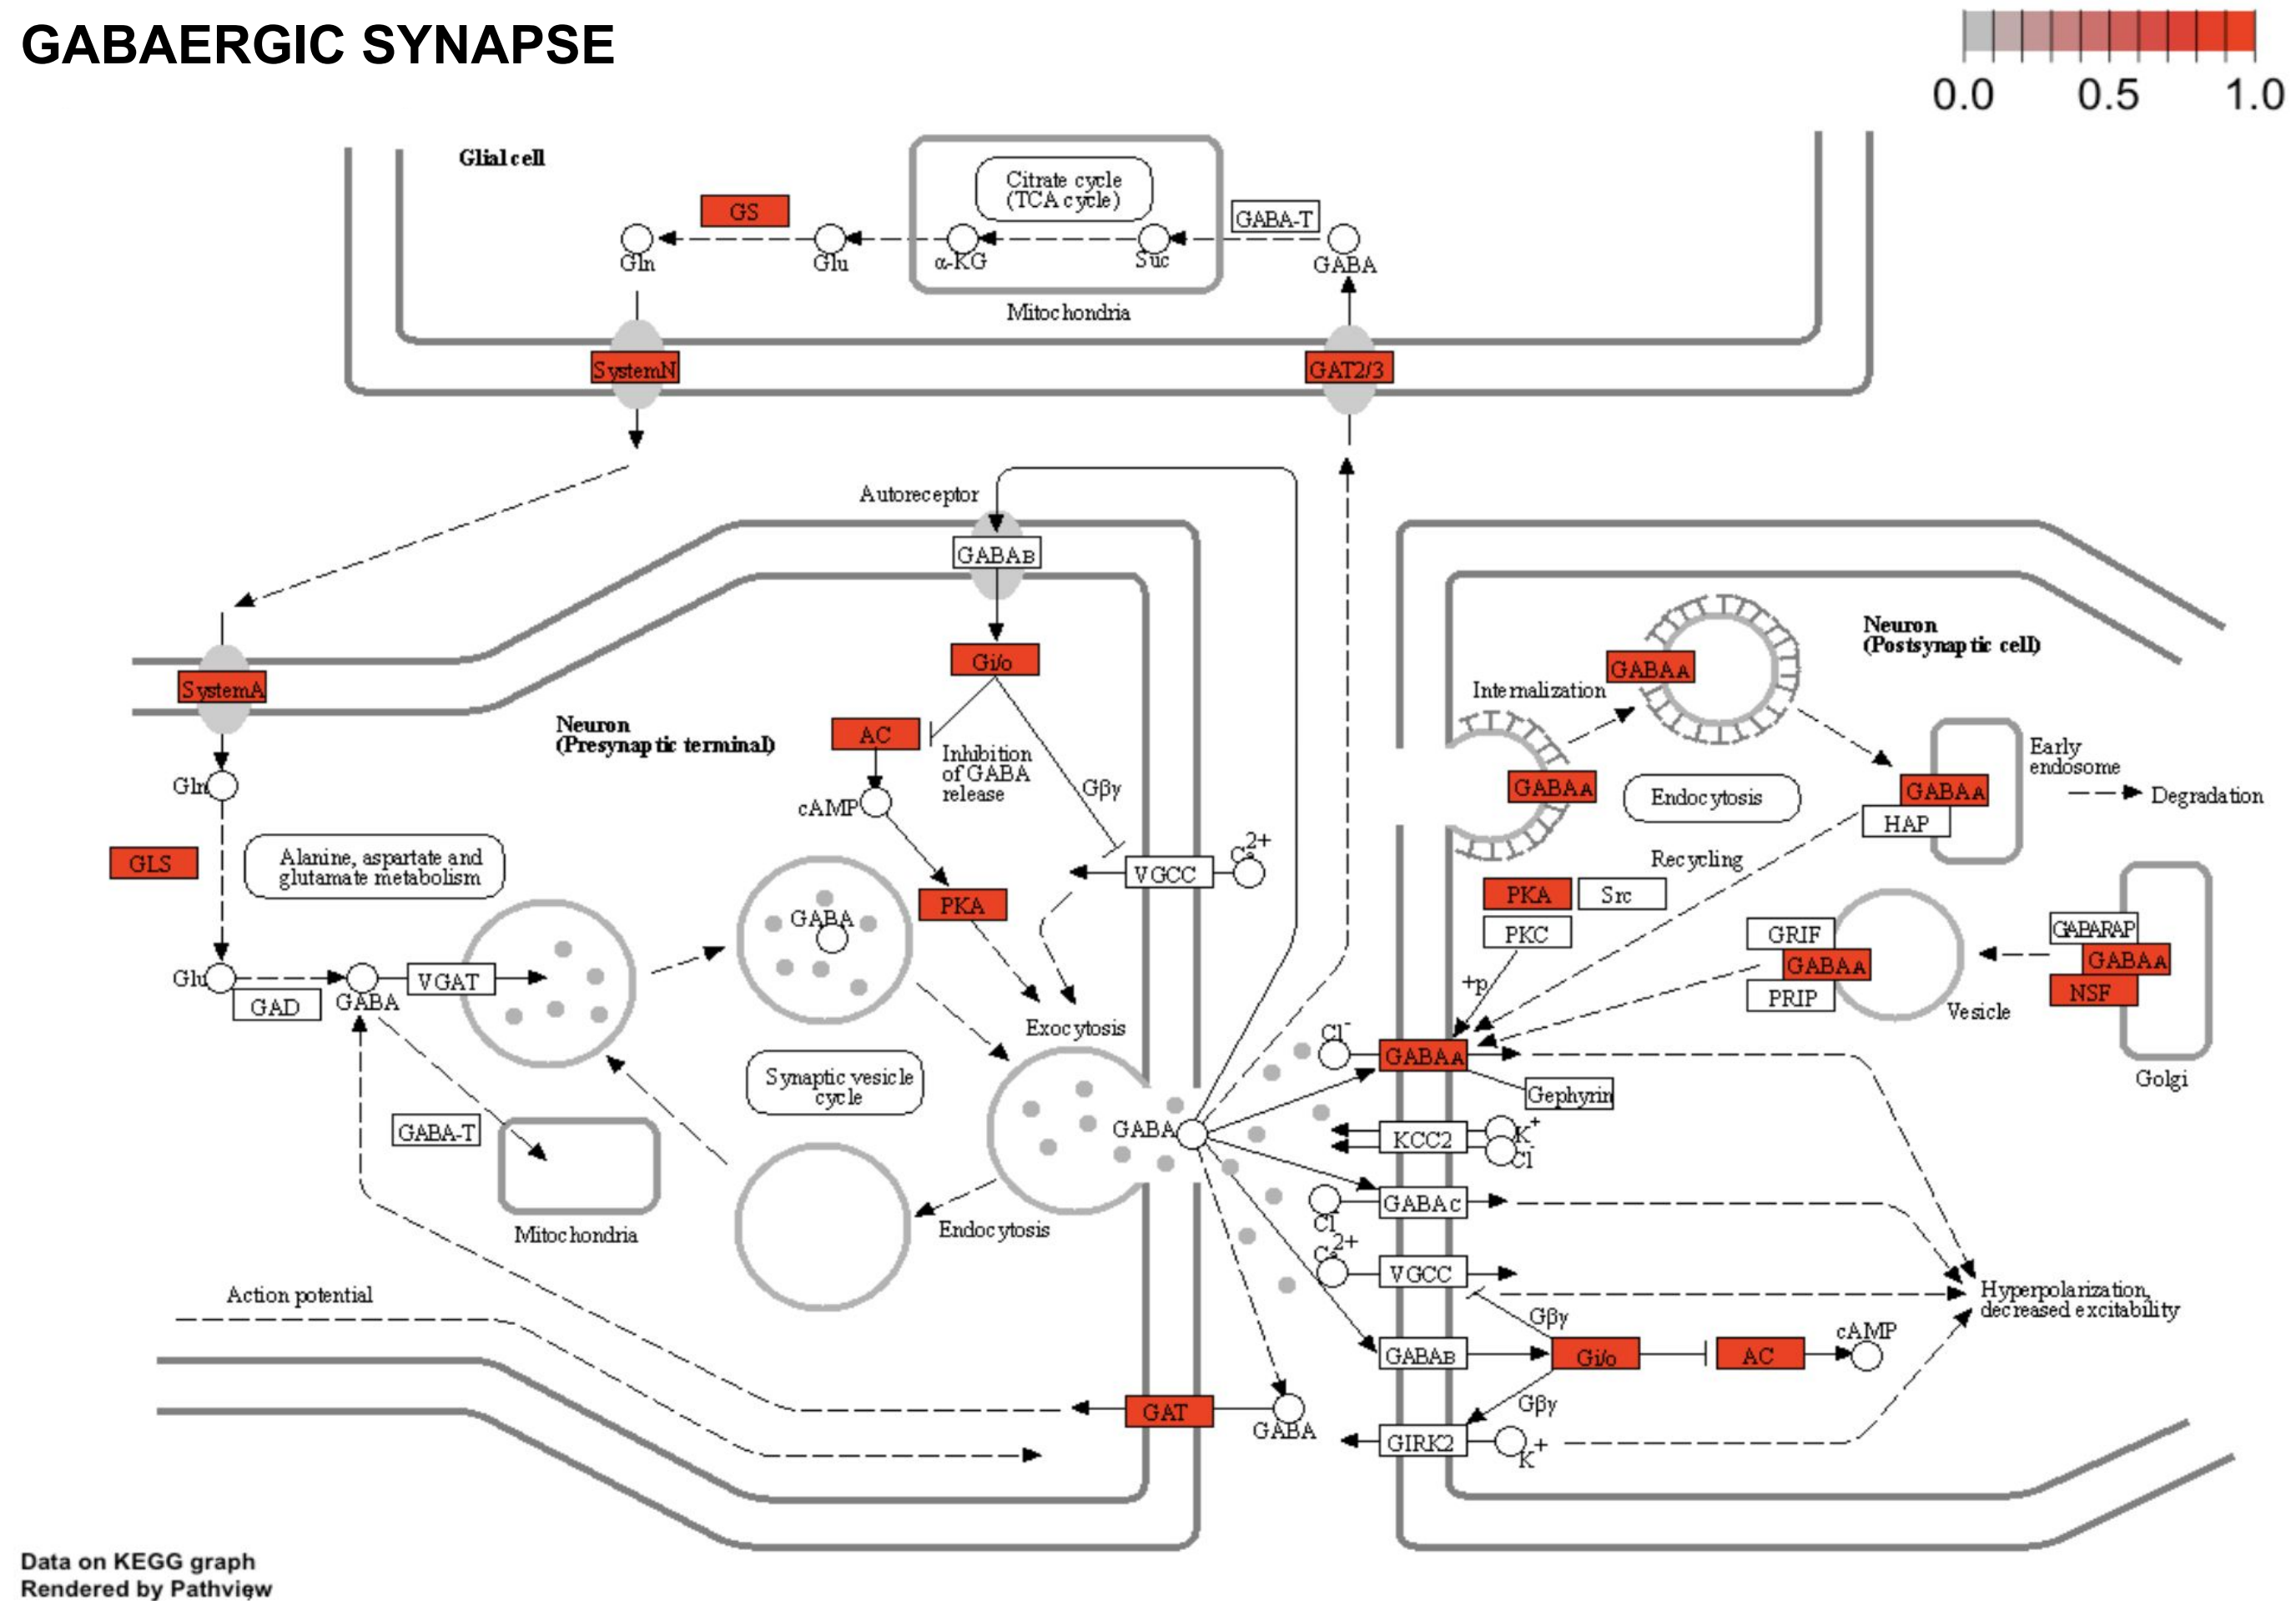 GABAERGIC SYNAPSE
0.0 0.5 1.0
Glial cell
Citrate cycle
(TCA cycle)
GS
GABA-T
Gln
Glu
α-KG
Suc
GABA
Mitochondria
SystemN
GAT2/3
Autoreceptor
GABAB
Neuron
(Postsynaptic cell)
Gi/o
GABAA
SystemA
Internalization
Neuron
(Presynaptic terminal)
AC
Inhibition
of GABA
release
Early
endosome
Gln
Gβγ
GABAA
Endocytosis
GABAA
Degradation
cAMP
HAP
Ca2+
Alanine, aspartate and
glutamate metabolism
GLS
VGCC
Recycling
PKA
PKA
Src
GABA
PKC
GRIF
GABARAP
GABAA
GABAA
Glu
VGAT
+p
GAD
GABA
PRIP
NSF
Vesicle
Exocytosis
Cl-
GABAA
Synaptic vesicle
cycle
Golgi
Gephyrin
GABA-T
GABA
KCC2
K+
Cl-
GABAC
Mitochondria
Endocytosis
Cl-
Ca2+
VGCC
Action potential
Hyperpolarization,
decreased excitability
Gβγ
cAMP
GABAB
Gi/o
AC
GAT
Gβγ
GABA
GIRK2
K+
Data on KEGG graph
Rendered by Pathview